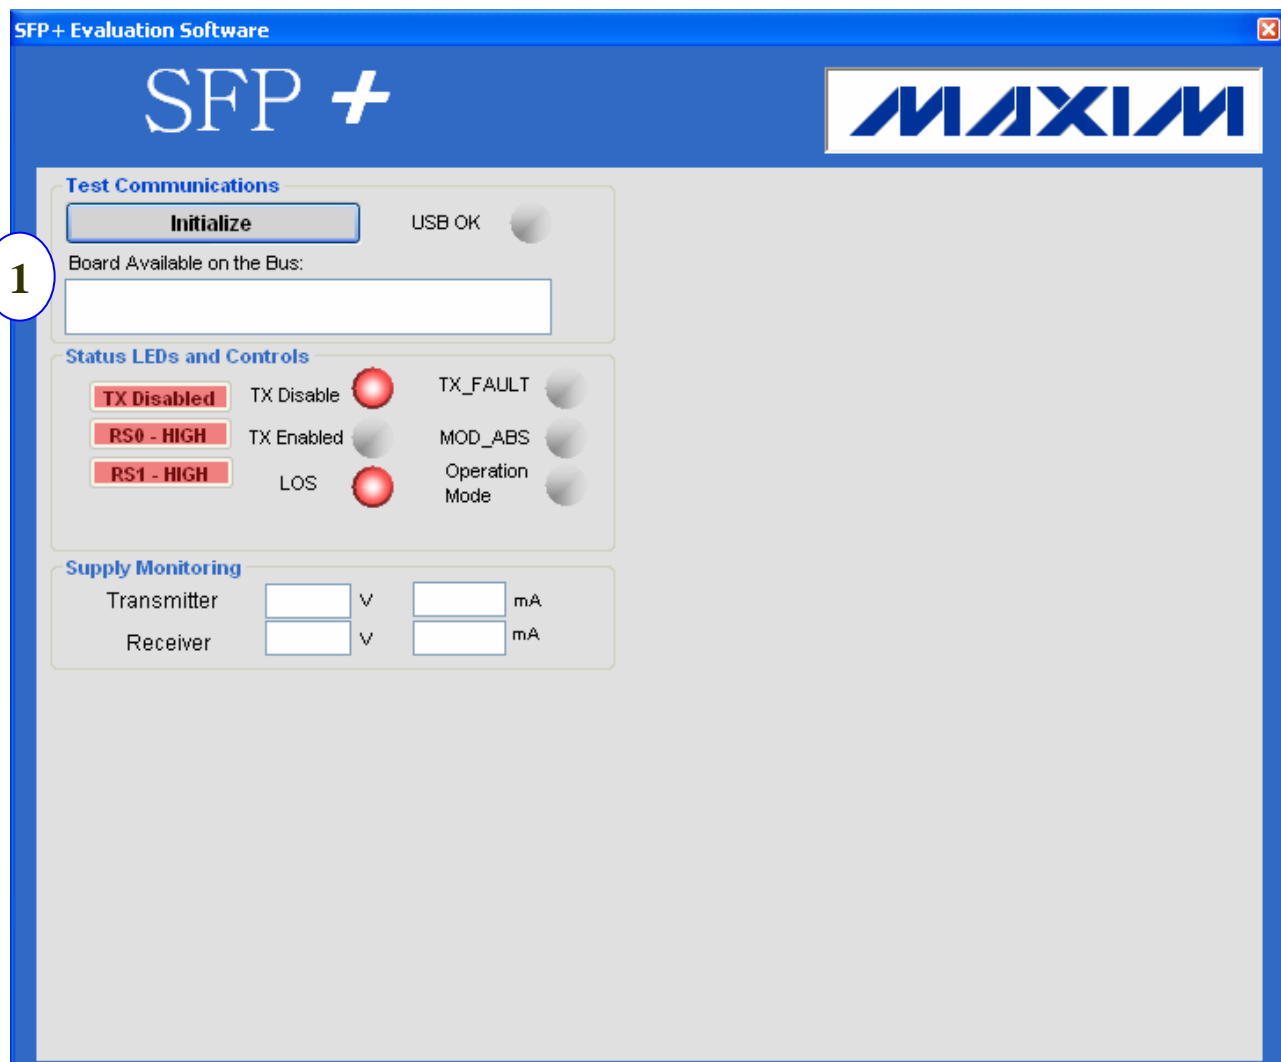 SFP+ Evaluation Software
SFP +
MAXIM
Test Communications
Initialize
USB OK
1
Board Available on the Bus:
Status LEDs and Controls
TX Disabled
TX Disable
TX_FAULT
RS0 - HIGH
TX Enabled
MOD_ABS
RS1 - HIGH
LOS
Operation
Mode
Supply Monitoring
Transmitter V mA
Receiver V mA